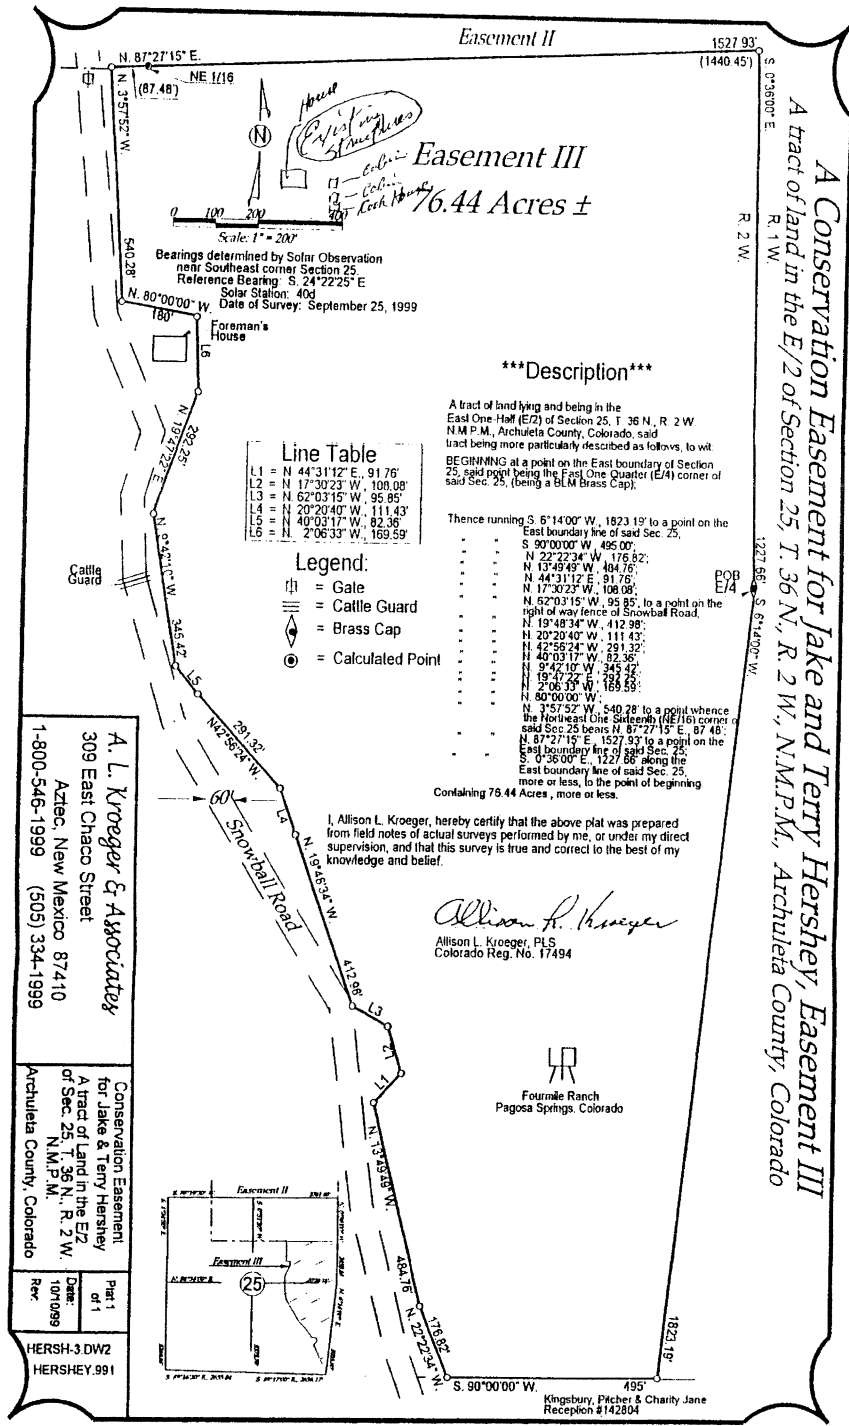 Easement II
1527.93'
(1440.45')
N. 87°27'15" E.
NE 1/16
(87.48')
N. 3°57'52" W.
540.28'
S. 0°36'00" E.
R. 2 W.
R. 1 W.
A Conservation Easement for Jake and Terry Hershey, Easement III
A tract of land in the E/2 of Section 25, T. 36 N., R. 2 W., N.M.P.M., Archuleta County, Colorado
House
Existing
Structures
Cabin
Cabin
Rock House
N
Easement III
76.44 Acres ±
0 100 200 400
Scale: 1" = 200'
Bearings determined by Solar Observation
near Southeast corner Section 25.
Reference Bearing: S. 24°22'25" E
Solar Station: 40d
Date of Survey: September 25, 1999
N. 80°00'00" W.
180'
Foreman's
House
L6
292.25'
N. 19°47'22" E.
***Description***
A tract of land lying and being in the
East One-Half (E/2) of Section 25, T. 36 N., R. 2 W.
N.M.P.M., Archuleta County, Colorado, said
tract being more particularly described as follows, to wit:
BEGINNING at a point on the East boundary of Section
25, said point being the East One Quarter (E/4) corner of
said Sec. 25, (being a BLM Brass Cap);
Thence running S. 6°14'00" W., 1823.19' to a point on the
East boundary line of said Sec. 25;
" " S 90°00'00" W., 495.00';
" " N 22°22'34" W., 176.82';
" " N 13°49'49" W., 484.76';
" " N 44°31'12" E., 91.76';
" " N. 17°30'23" W., 108.08';
" " N. 62°03'15" W., 95.85', to a point on the
right of way fence of Snowball Road,
" " N. 19°48'34" W., 412.98';
" " N. 20°20'40" W., 111.43';
" " N. 42°56'24" W., 291.32';
" " N. 40°03'17" W., 82.36';
" " N. 9°42'10" W., 345.42';
" " N. 19°47'22" E., 292.25';
" " N. 2°06'33" W., 169.59';
" " N. 80°00'00" W.;
" " N. 3°57'52" W., 540.28' to a point whence
the Northeast One-Sixteenth (NE/16) corner of
said Sec.25 bears N. 87°27'15" E., 87.48';
" " N. 87°27'15" E., 1527.93' to a point on the
East boundary line of said Sec. 25;
" " S. 0°36'00" E., 1227.66' along the
East boundary line of said Sec. 25,
more or less, to the point of beginning.
Containing 76.44 Acres, more or less.
Line Table
L1 = N 44°31'12" E., 91.76'
L2 = N 17°30'23" W., 108.08'
L3 = N. 62°03'15" W., 95.85'
L4 = N 20°20'40" W., 111.43'
L5 = N 40°03'17" W., 82.36'
L6 = N. 2°06'33" W., 169.59'
Legend:
= Gate
= Cattle Guard
= Brass Cap
= Calculated Point
Cattle
Guard
N. 9°42'10" W.
345.42'
L5
291.32'
N42°56'24" W.
1227.66'
POB
E/4
S. 6°14'00" W.
60'
Snowball Road
L4
N. 19°48'34" W.
412.98'
L3
L2
L1
I, Allison L. Kroeger, hereby certify that the above plat was prepared
from field notes of actual surveys performed by me, or under my direct
supervision, and that this survey is true and correct to the best of my
knowledge and belief.
Allison L. Kroeger
Allison L. Kroeger, PLS
Colorado Reg. No. 17494
Fourmile Ranch
Pagosa Springs, Colorado
N. 13°49'49" W.
484.76'
176.82'
N. 22°22'34" W.
1823.19'
S. 90°00'00" W. 495'
Kingsbury, Pitcher & Charity Jane
Reception #142804
Easement II
Easement III
25
A. L. Kroeger & Associates
309 East Chaco Street
Aztec, New Mexico 87410
1-800-546-1999 (505) 334-1999
Conservation Easement
for Jake & Terry Hershey
A tract of Land in the E/2
of Sec. 25, T. 36 N., R. 2 W.
N.M.P.M.
Archuleta County, Colorado
Plat 1
of 1
Date:
10/10/99
Rev:
HERSH-3.DW2
HERSHEY.991